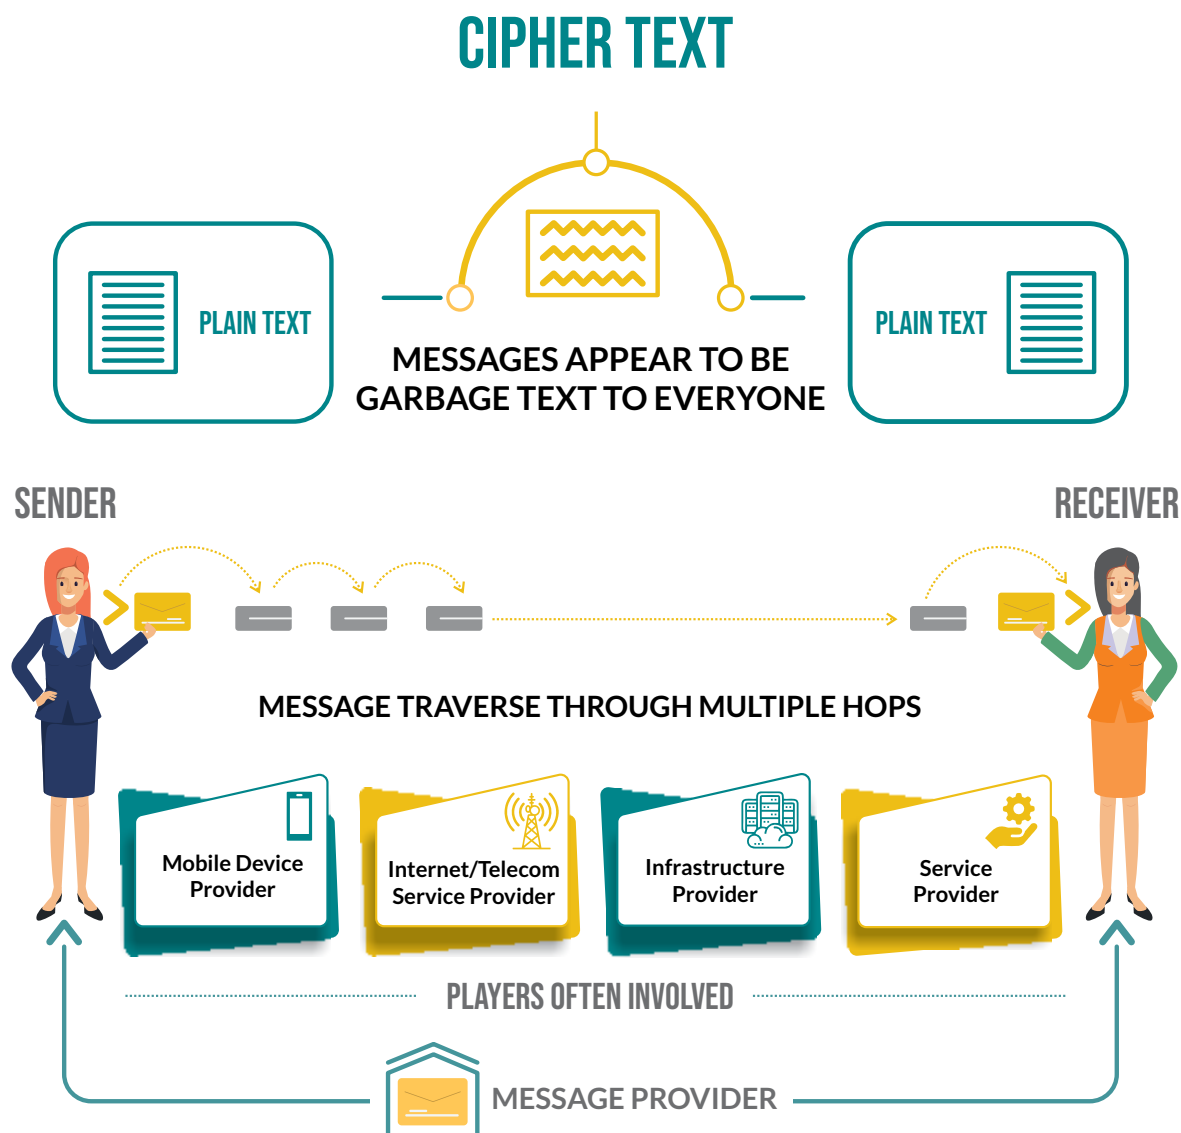 CIPHER TEXT
PLAIN TEXT
PLAIN TEXT
MESSAGES APPEAR TO BE
GARBAGE TEXT TO EVERYONE
SENDER
RECEIVER
MESSAGE TRAVERSE THROUGH MULTIPLE HOPS
Mobile Device
Provider
Internet/Telecom
Service Provider
Infrastructure
Provider
Service
Provider
PLAYERS OFTEN INVOLVED
MESSAGE PROVIDER